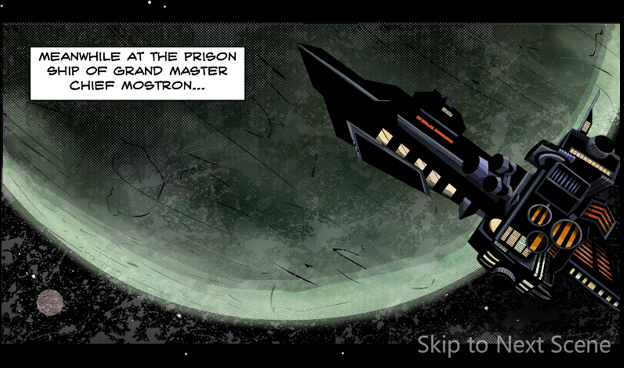 MEANWHILE AT THE PRISON
SHIP OF GRAND MASTER
CHIEF MOSTRON...
Skip to Next Scene